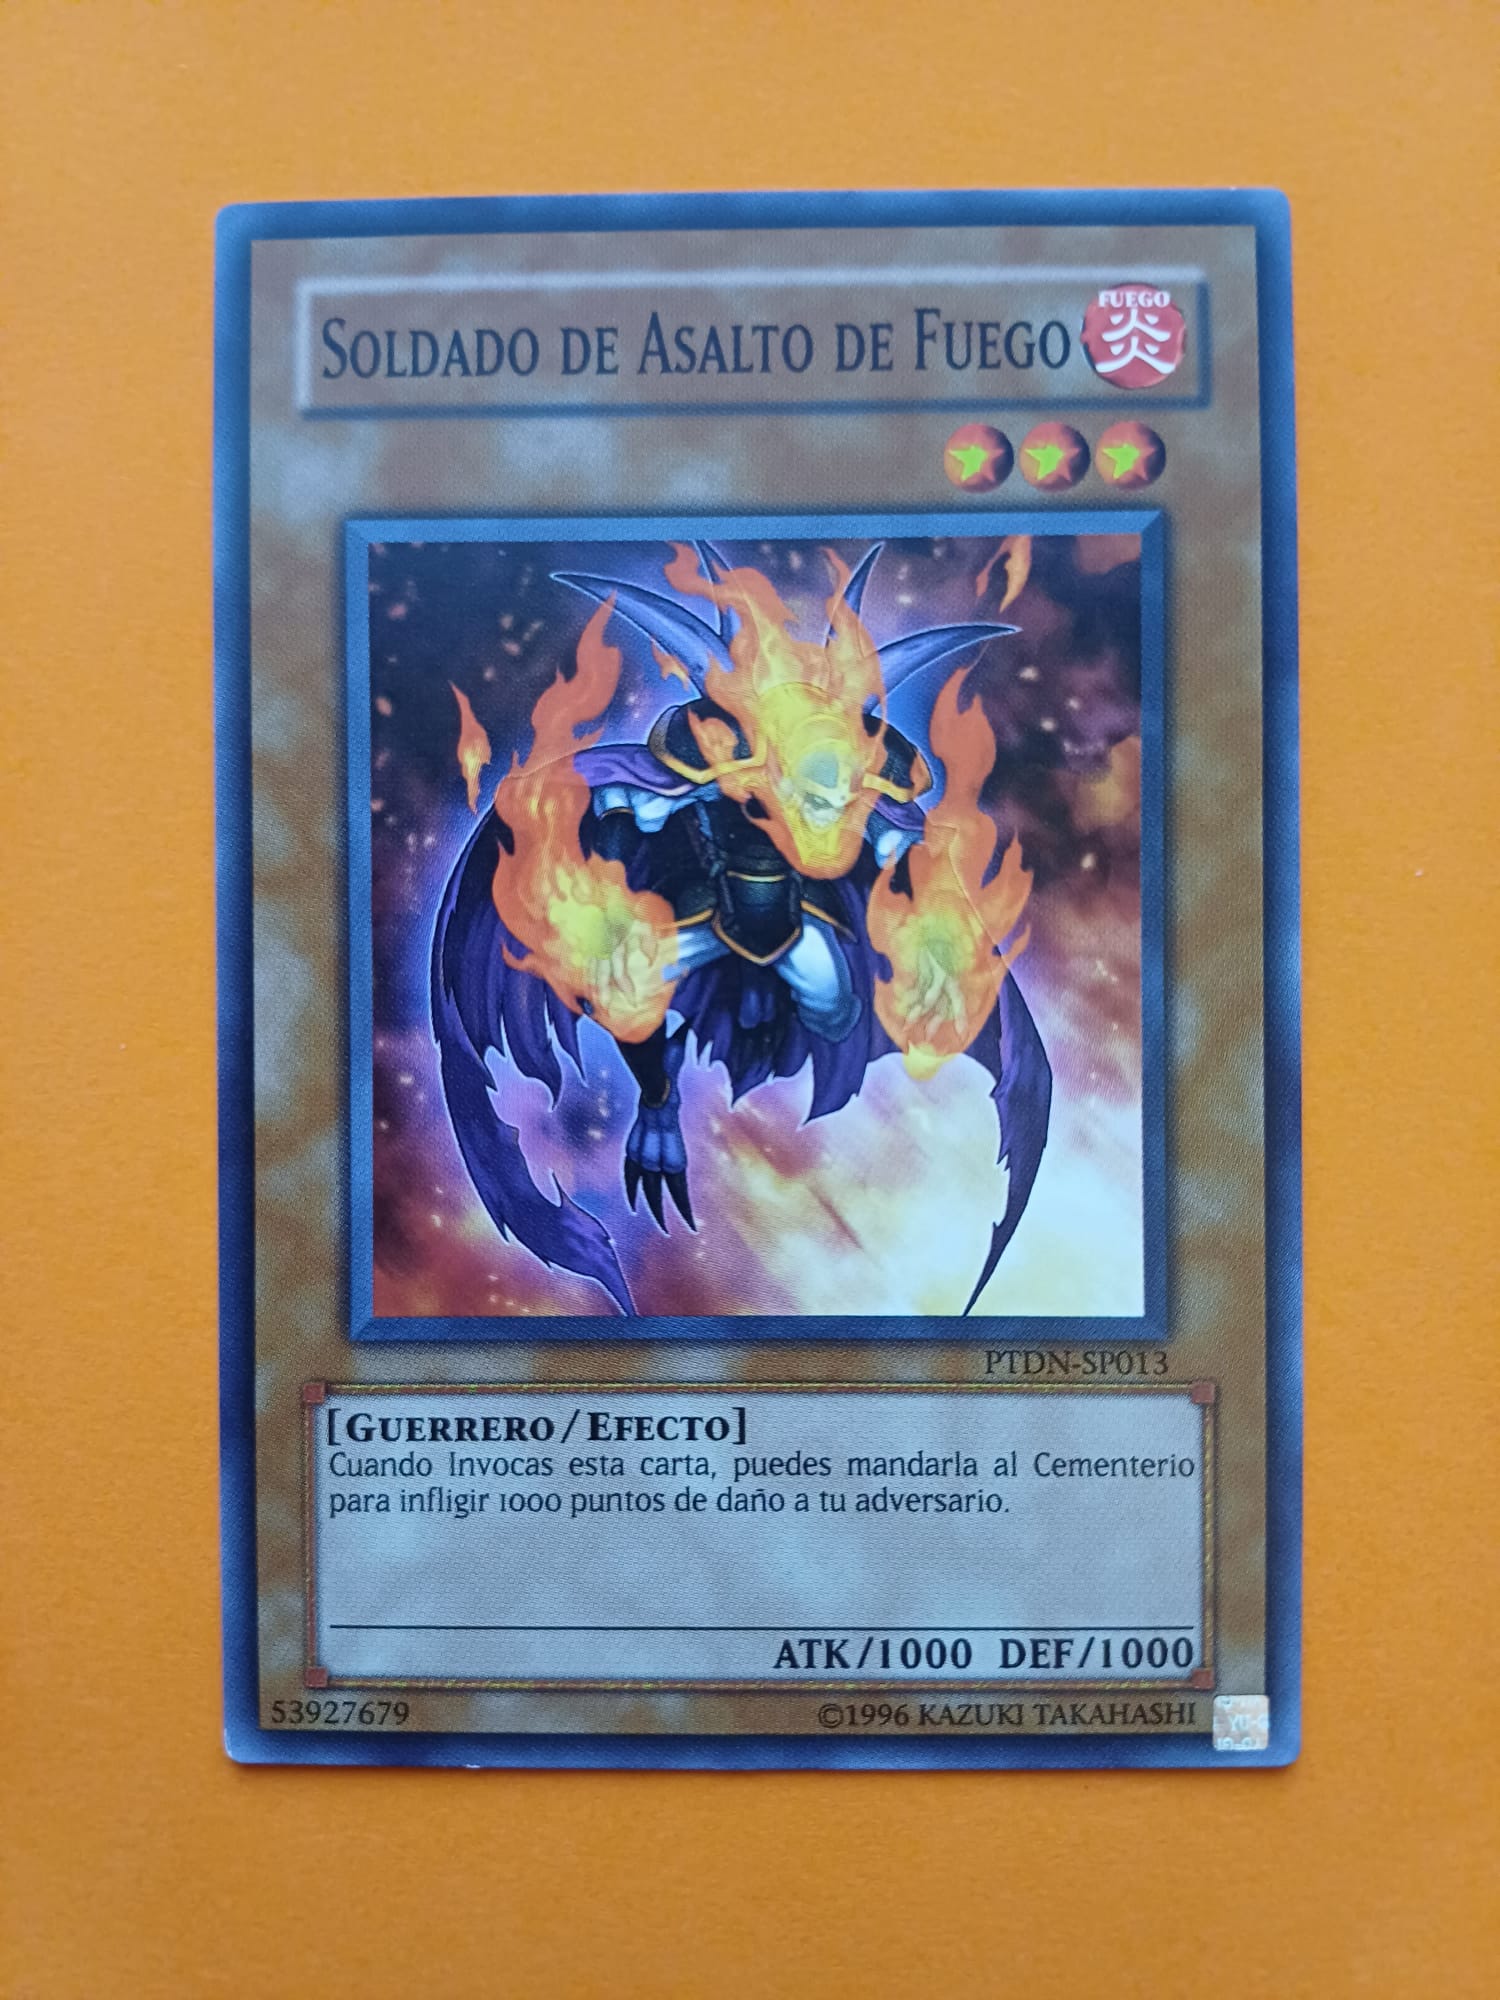 SOLDADO DE ASALTO DE FUEGO
FUEGO
炎
PTDN-SP013
[GUERRERO/EFECTO]
Cuando Invocas esta carta, puedes mandarla al Cementerio
para infligir 1000 puntos de daño a tu adversario.
ATK/1000 DEF/1000
53927679
©1996 KAZUKI TAKAHASHI